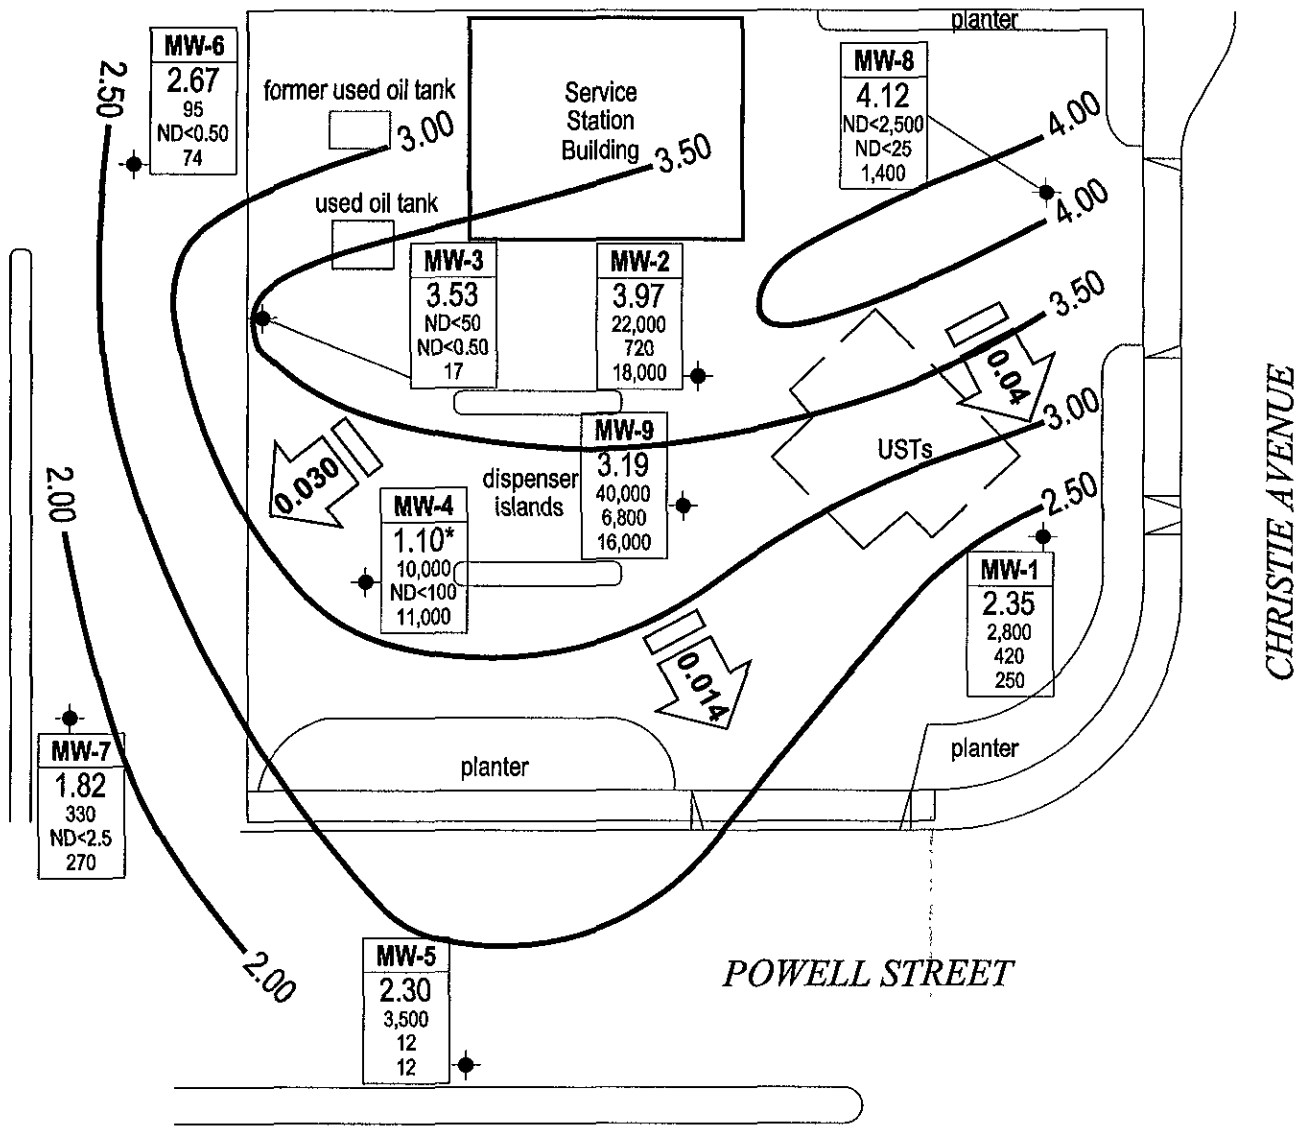 planter
MW-6
2.67
95
ND<0.50
74
2.50
former used oil tank
3.00
Service
Station
Building
3.50
MW-8
4.12
ND<2,500
ND<25
1,400
4.00
4.00
used oil tank
MW-3
3.53
ND<50
ND<0.50
17
MW-2
3.97
22,000
720
18,000
3.50
0.04
3.00
CHRISTIE AVENUE
MW-9
3.19
40,000
6,800
16,000
USTs
dispenser
islands
0.030
2.00
MW-4
1.10*
10,000
ND<100
11,000
2.50
MW-1
2.35
2,800
420
250
0.014
MW-7
1.82
330
ND<2.5
270
planter
planter
2.00
MW-5
2.30
3,500
12
12
POWELL STREET